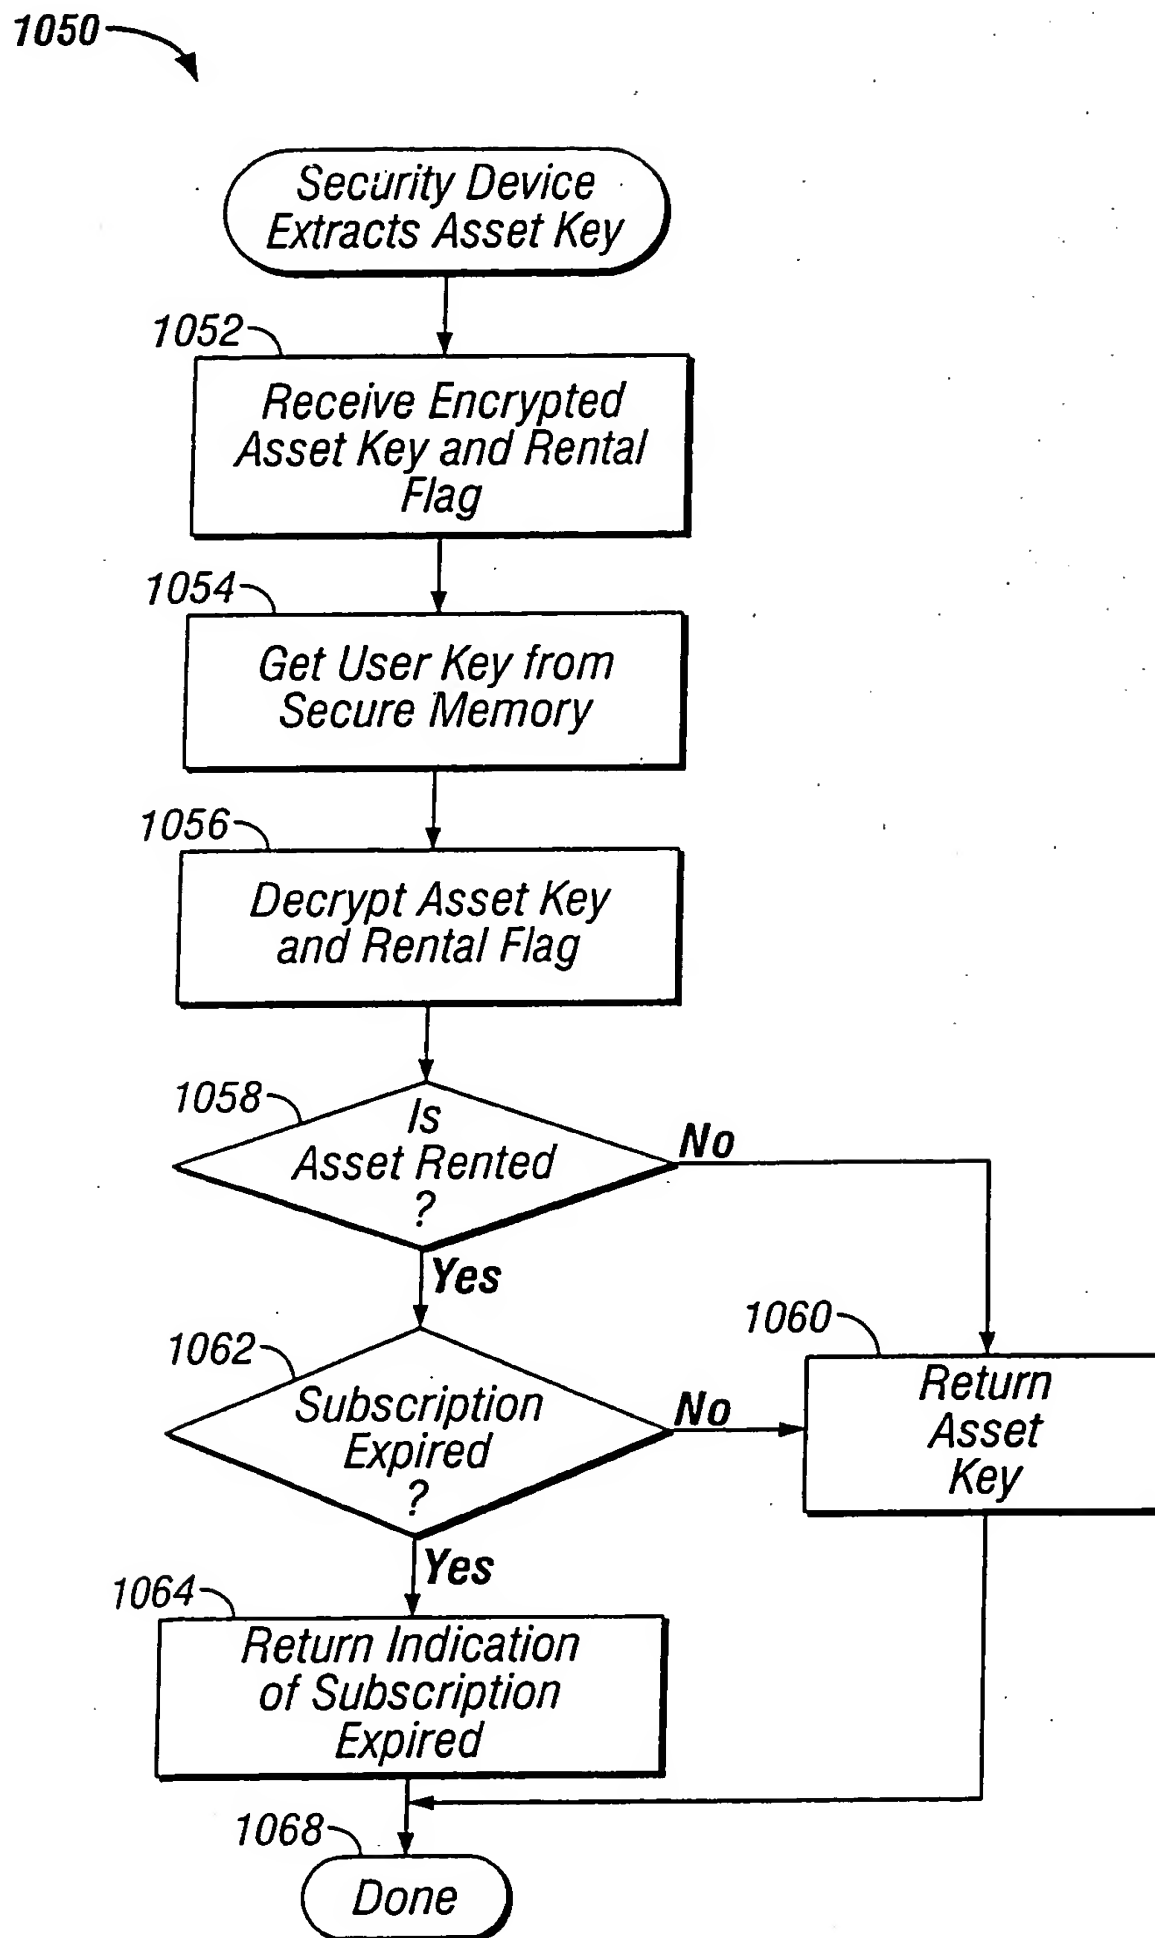 1050
Security Device
Extracts Asset Key
1052
Receive Encrypted
Asset Key and Rental
Flag
1054
Get User Key from
Secure Memory
1056
Decrypt Asset Key
and Rental Flag
1058
Is
Asset Rented
?
No
Yes
1060
Return
Asset
Key
1062
Subscription
Expired
?
No
Yes
1064
Return Indication
of Subscription
Expired
1068
Done